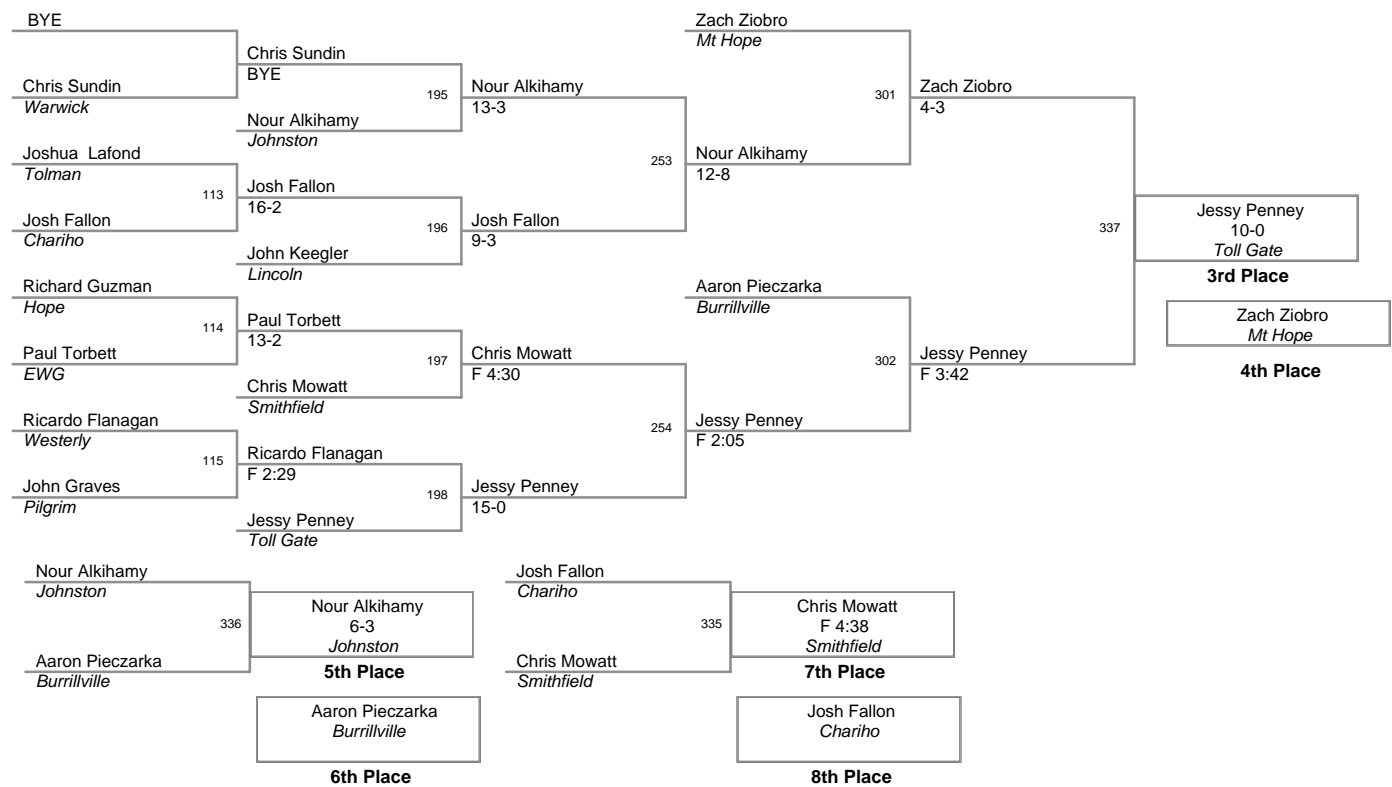 BYE
Chris Sundin
Warwick
Joshua Lafond
Tolman
113
Josh Fallon
Chariho
Richard Guzman
Hope
114
Paul Torbett
EWG
Ricardo Flanagan
Westerly
115
John Graves
Pilgrim
Chris Sundin
BYE
195
Nour Alkihamy
Johnston
Josh Fallon
16-2
196
John Keegler
Lincoln
Paul Torbett
13-2
197
Chris Mowatt
Smithfield
Ricardo Flanagan
F 2:29
198
Jessy Penney
Toll Gate
Nour Alkihamy
13-3
253
Josh Fallon
9-3
Chris Mowatt
F 4:30
254
Jessy Penney
15-0
Zach Ziobro
Mt Hope
301
Nour Alkihamy
12-8
Aaron Pieczarka
Burrillville
302
Jessy Penney
F 2:05
Zach Ziobro
4-3
337
Jessy Penney
F 3:42
Jessy Penney
10-0
Toll Gate
3rd Place
Zach Ziobro
Mt Hope
4th Place
Nour Alkihamy
Johnston
336
Aaron Pieczarka
Burrillville
Nour Alkihamy
6-3
Johnston
5th Place
Aaron Pieczarka
Burrillville
6th Place
Josh Fallon
Chariho
335
Chris Mowatt
Smithfield
Chris Mowatt
F 4:38
Smithfield
7th Place
Josh Fallon
Chariho
8th Place